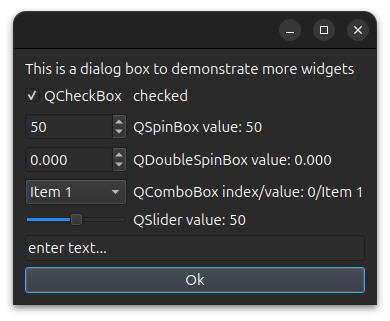 This is a dialog box to demonstrate more widgets
QCheckBox checked
50 QSpinBox value: 50
0.000 QDoubleSpinBox value: 0.000
Item 1 QComboBox index/value: 0/Item 1
QSlider value: 50
enter text...
Ok